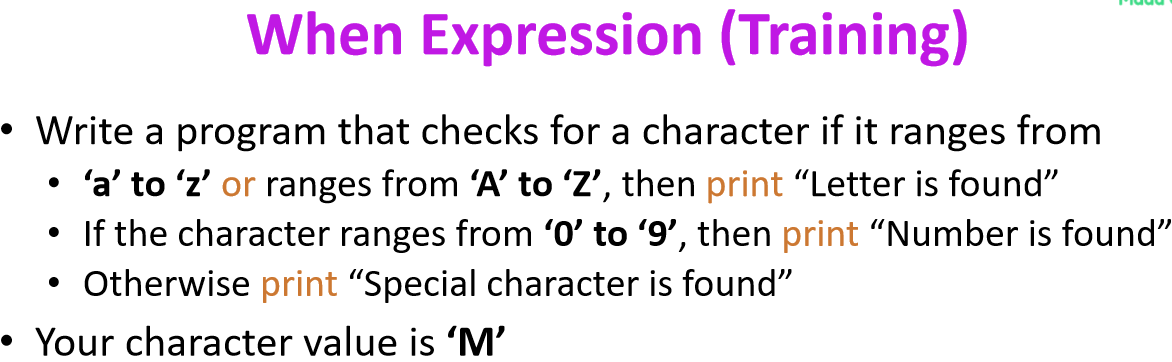 When Expression (Training)
• Write a program that checks for a character if it ranges from
• ‘a’ to ‘z’ or ranges from ‘A’ to ‘Z’, then print “Letter is found”
• If the character ranges from ‘0’ to ‘9’, then print “Number is found”
• Otherwise print “Special character is found”
• Your character value is ‘M’